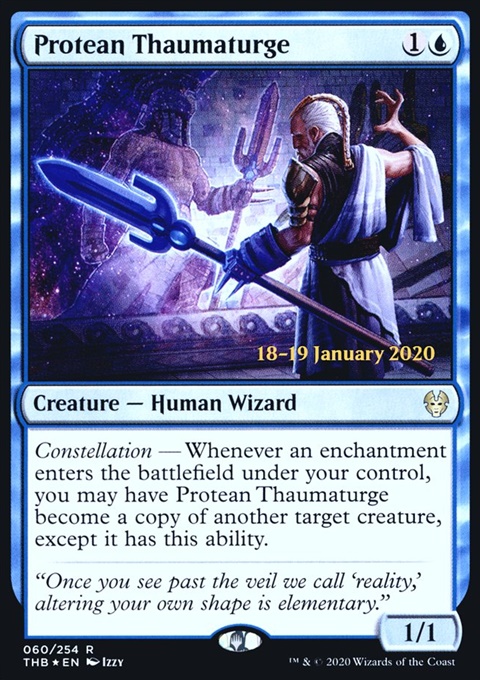 Protean Thaumaturge 1
18–19 January 2020
Creature — Human Wizard
Constellation — Whenever an enchantment
enters the battlefield under your control,
you may have Protean Thaumaturge
become a copy of another target creature,
except it has this ability.
“Once you see past the veil we call ‘reality,’
altering your own shape is elementary.”
1/1
060/254 R
THB★EN Izzy
™ & © 2020 Wizards of the Coast